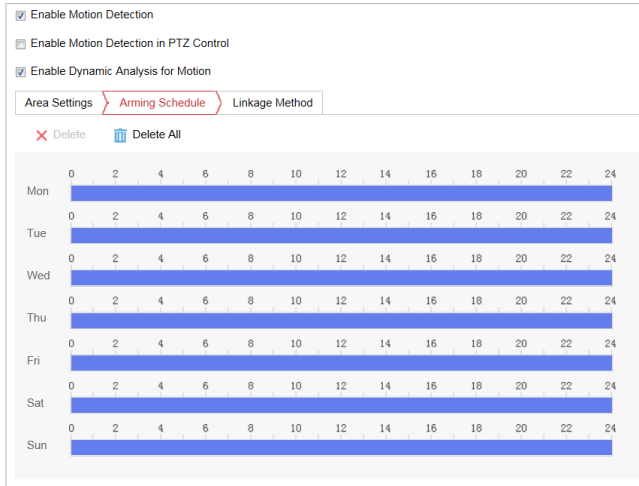 Enable Motion Detection
Enable Motion Detection in PTZ Control
Enable Dynamic Analysis for Motion
Area Settings Arming Schedule Linkage Method
Delete Delete All
0 2 4 6 8 10 12 14 16 18 20 22 24
Mon
0 2 4 6 8 10 12 14 16 18 20 22 24
Tue
0 2 4 6 8 10 12 14 16 18 20 22 24
Wed
0 2 4 6 8 10 12 14 16 18 20 22 24
Thu
0 2 4 6 8 10 12 14 16 18 20 22 24
Fri
0 2 4 6 8 10 12 14 16 18 20 22 24
Sat
0 2 4 6 8 10 12 14 16 18 20 22 24
Sun